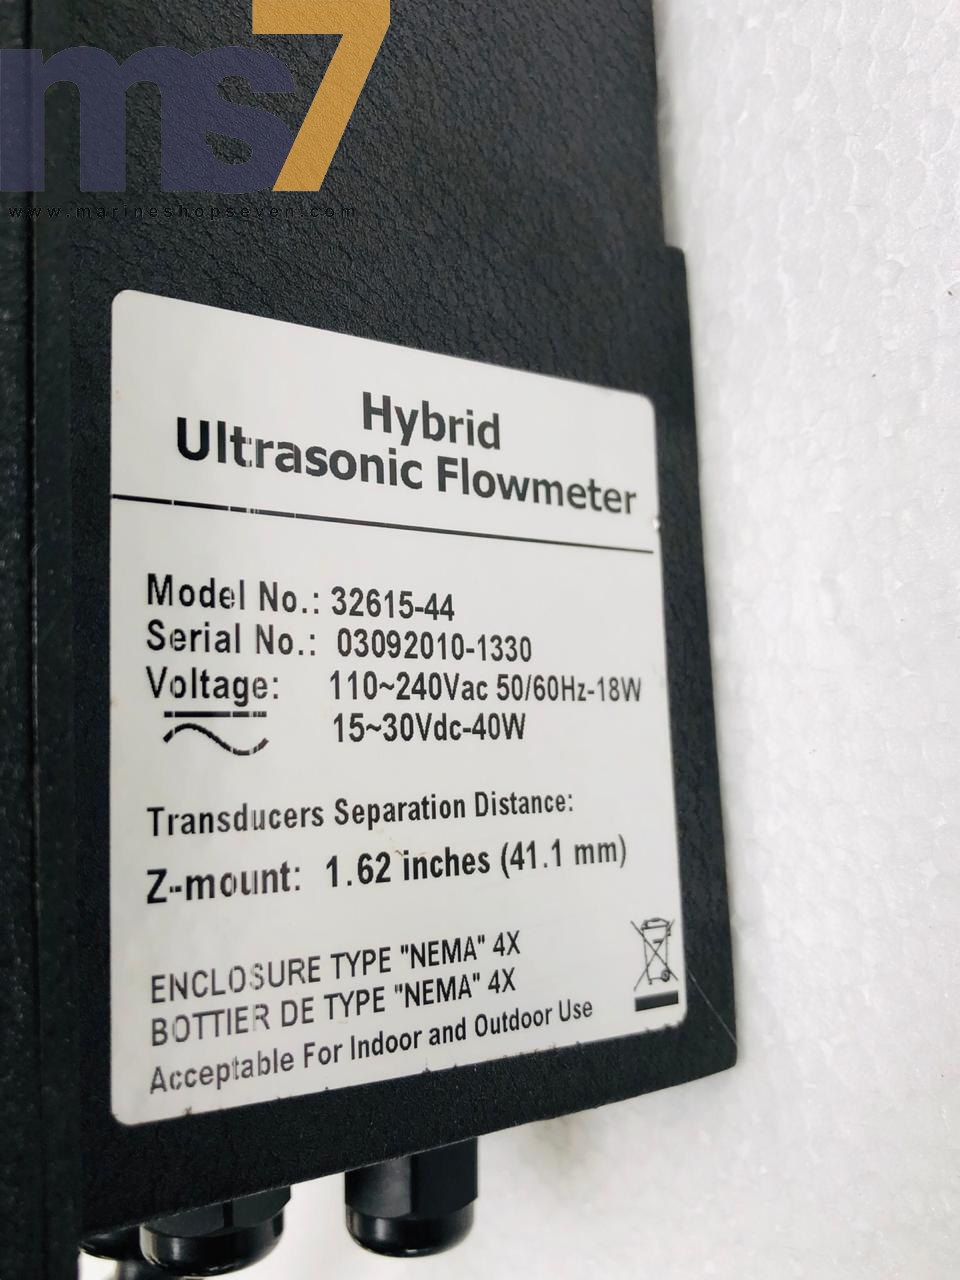 ms7
www.marineshopseven.com
Hybrid
Ultrasonic Flowmeter
Model No.: 32615-44
Serial No.: 03092010-1330
Voltage: 110~240Vac 50/60Hz-18W
15~30Vdc-40W
Transducers Separation Distance:
Z-mount: 1.62 inches (41.1 mm)
ENCLOSURE TYPE "NEMA" 4X
BOTTIER DE TYPE "NEMA" 4X
Acceptable For Indoor and Outdoor Use